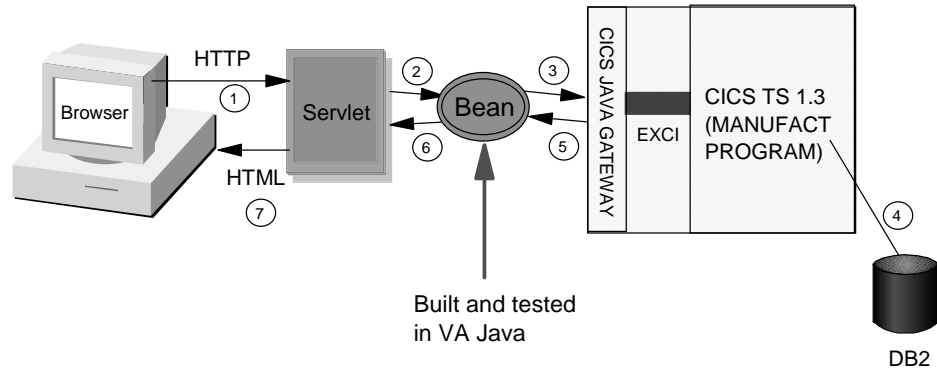 HTTP
1
Browser
HTML
7
Servlet
2
6
Bean
3
5
CICS JAVA GATEWAY
EXCI
CICS TS 1.3
(MANUFACT
PROGRAM)
4
DB2
Built and tested
in VA Java